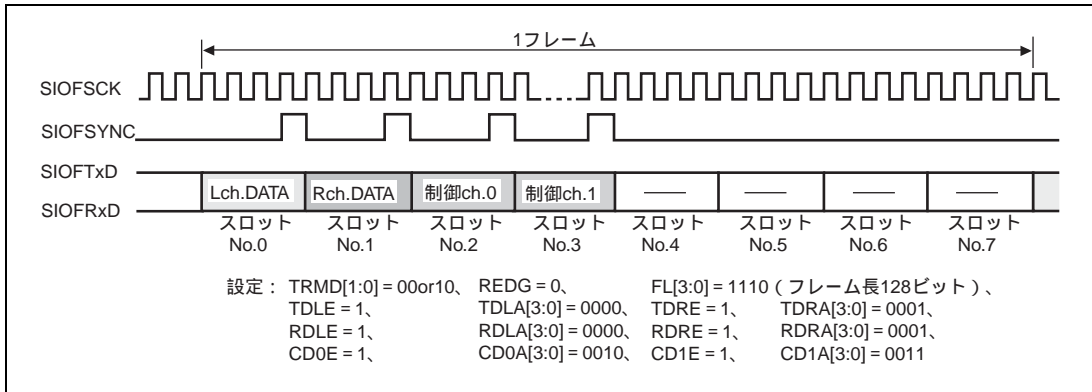 1フレーム
SIOFSCK
SIOFSYNC
SIOFTxD
SIOFRxD
Lch.DATA Rch.DATA 制御ch.0 制御ch.1
スロット スロット スロット スロット スロット スロット スロット スロット
No.0 No.1 No.2 No.3 No.4 No.5 No.6 No.7
設定： TRMD[1:0] = 00or10、 REDG = 0、 FL[3:0] = 1110（フレーム長128ビット）、
TDLE = 1、 TDLA[3:0] = 0000、 TDRE = 1、 TDRA[3:0] = 0001、
RDLE = 1、 RDLA[3:0] = 0000、 RDRE = 1、 RDRA[3:0] = 0001、
CD0E = 1、 CD0A[3:0] = 0010、 CD1E = 1、 CD1A[3:0] = 0011